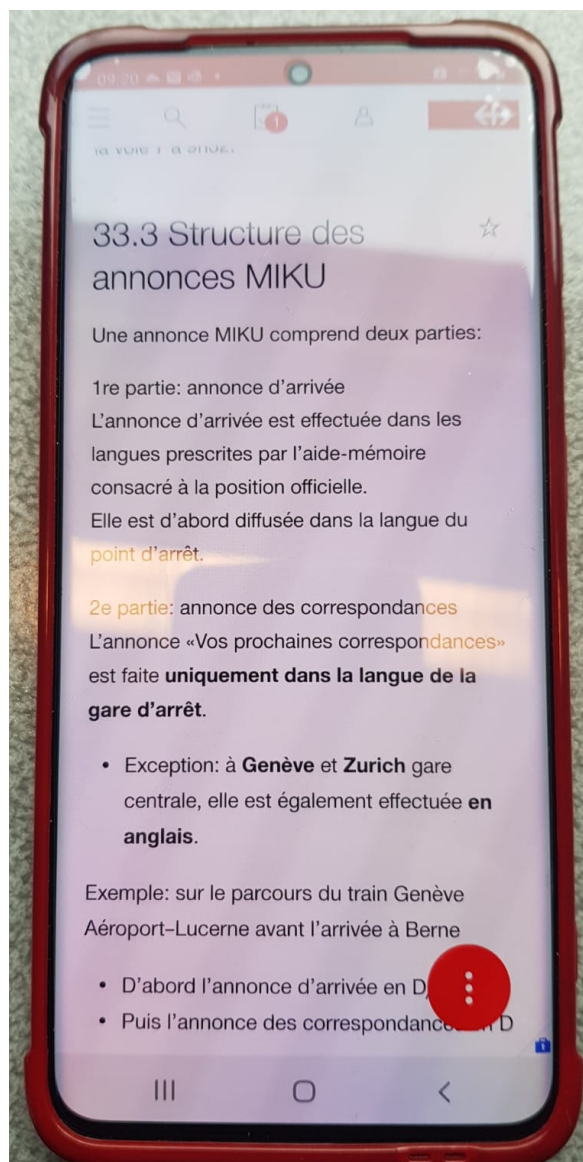 09:20
1
33.3 Structure des
annonces MIKU
Une annonce MIKU comprend deux parties:
1re partie: annonce d'arrivée
L'annonce d'arrivée est effectuée dans les
langues prescrites par l'aide-mémoire
consacré à la position officielle.
Elle est d'abord diffusée dans la langue du
point d'arrêt.
2e partie: annonce des correspondances
L'annonce «Vos prochaines correspondances»
est faite uniquement dans la langue de la
gare d'arrêt.
• Exception: à Genève et Zurich gare
centrale, elle est également effectuée en
anglais.
Exemple: sur le parcours du train Genève
Aéroport–Lucerne avant l'arrivée à Berne
• D'abord l'annonce d'arrivée en D,
• Puis l'annonce des D